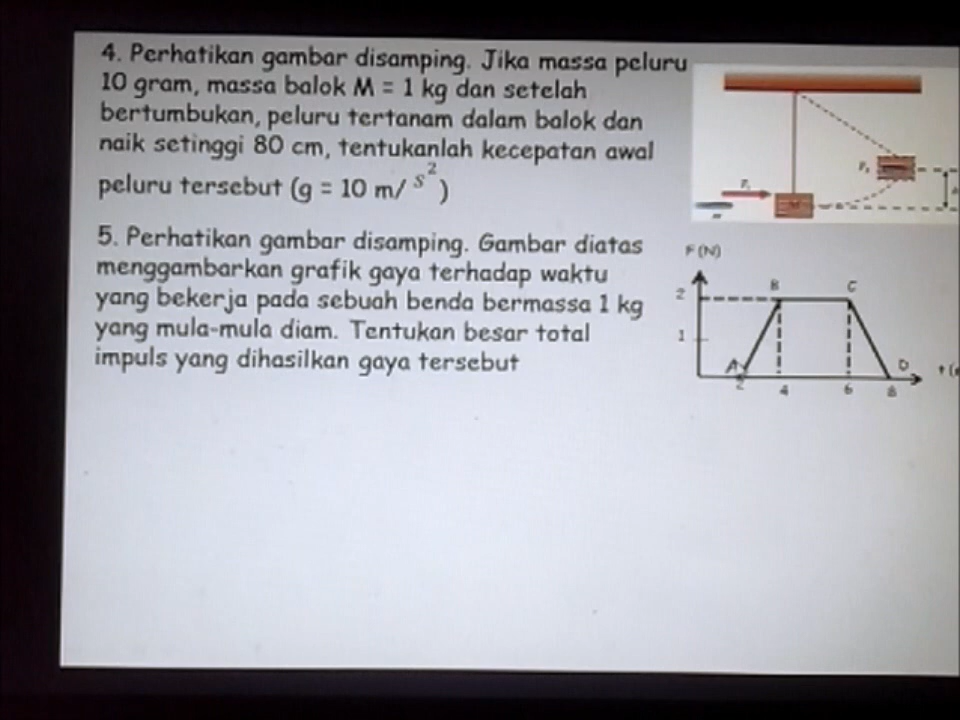 4. Perhatikan gambar disamping. Jika massa peluru
10 gram, massa balok M = 1 kg dan setelah
bertumbukan, peluru tertanam dalam balok dan
naik setinggi 80 cm, tentukanlah kecepatan awal
peluru tersebut (g = 10 m/ s²)
5. Perhatikan gambar disamping. Gambar diatas
menggambarkan grafik gaya terhadap waktu
yang bekerja pada sebuah benda bermassa 1 kg
yang mula-mula diam. Tentukan besar total
impuls yang dihasilkan gaya tersebut
F (N)
2
B
C
1
A
D
2
4
6
8